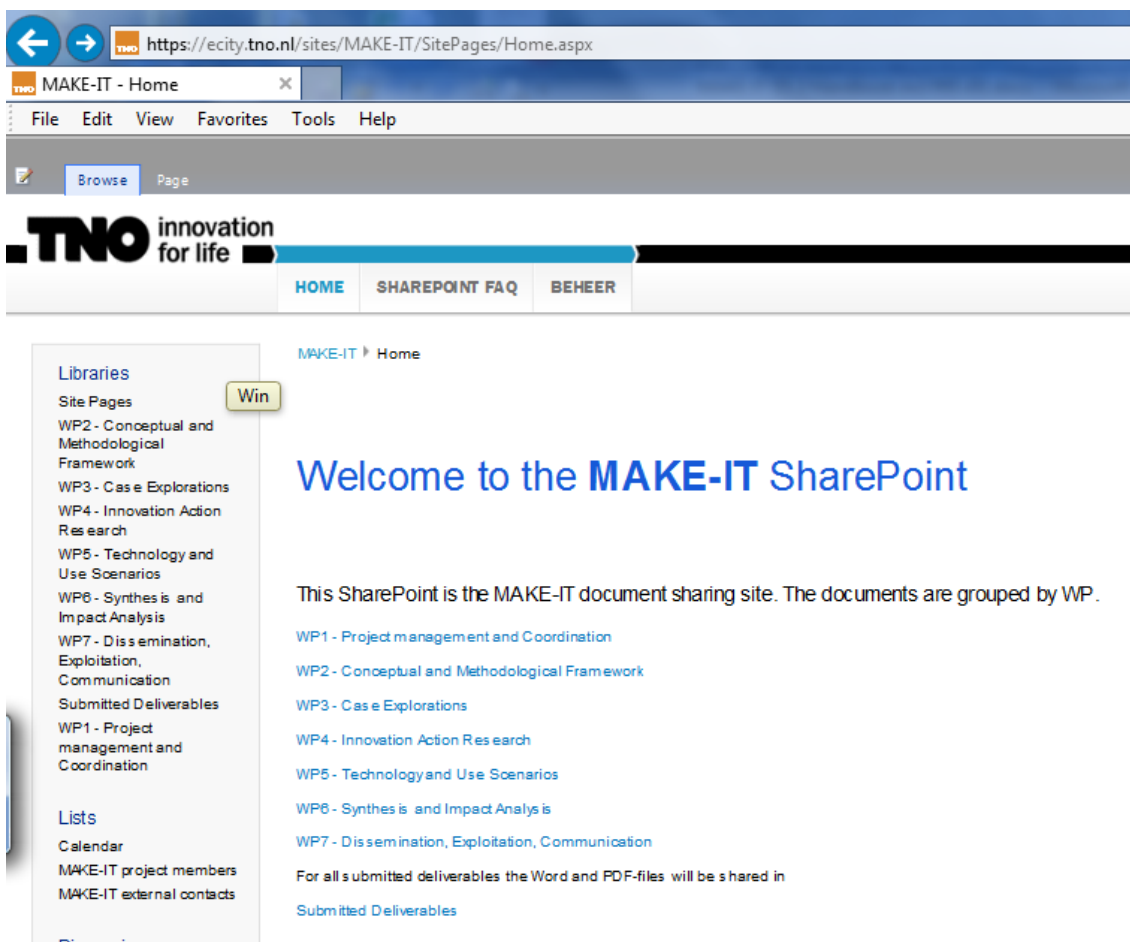 TNO https://ecity.tno.nl/sites/MAKE-IT/SitePages/Home.aspx
TNO MAKE-IT - Home ×
File Edit View Favorites Tools Help
Browse Page
TNO innovation
for life
HOME SHAREPOINT FAQ BEHEER
MAKE-IT Home
Libraries
Site Pages
Win
WP2 - Conceptual and
Methodological
Framework
WP3 - Case Explorations
WP4 - Innovation Action
Research
WP5 - Technology and
Use Scenarios
WP6 - Synthesis and
Impact Analysis
WP7 - Dissemination,
Exploitation,
Communication
Submitted Deliverables
WP1 - Project
management and
Coordination
Lists
Calendar
MAKE-IT project members
MAKE-IT external contacts
Welcome to the MAKE-IT SharePoint
This SharePoint is the MAKE-IT document sharing site. The documents are grouped by WP.
WP1 - Project management and Coordination
WP2 - Conceptual and Methodological Framework
WP3 - Case Explorations
WP4 - Innovation Action Research
WP5 - Technology and Use Scenarios
WP6 - Synthesis and Impact Analysis
WP7 - Dissemination, Exploitation, Communication
For all submitted deliverables the Word and PDF-files will be shared in
Submitted Deliverables